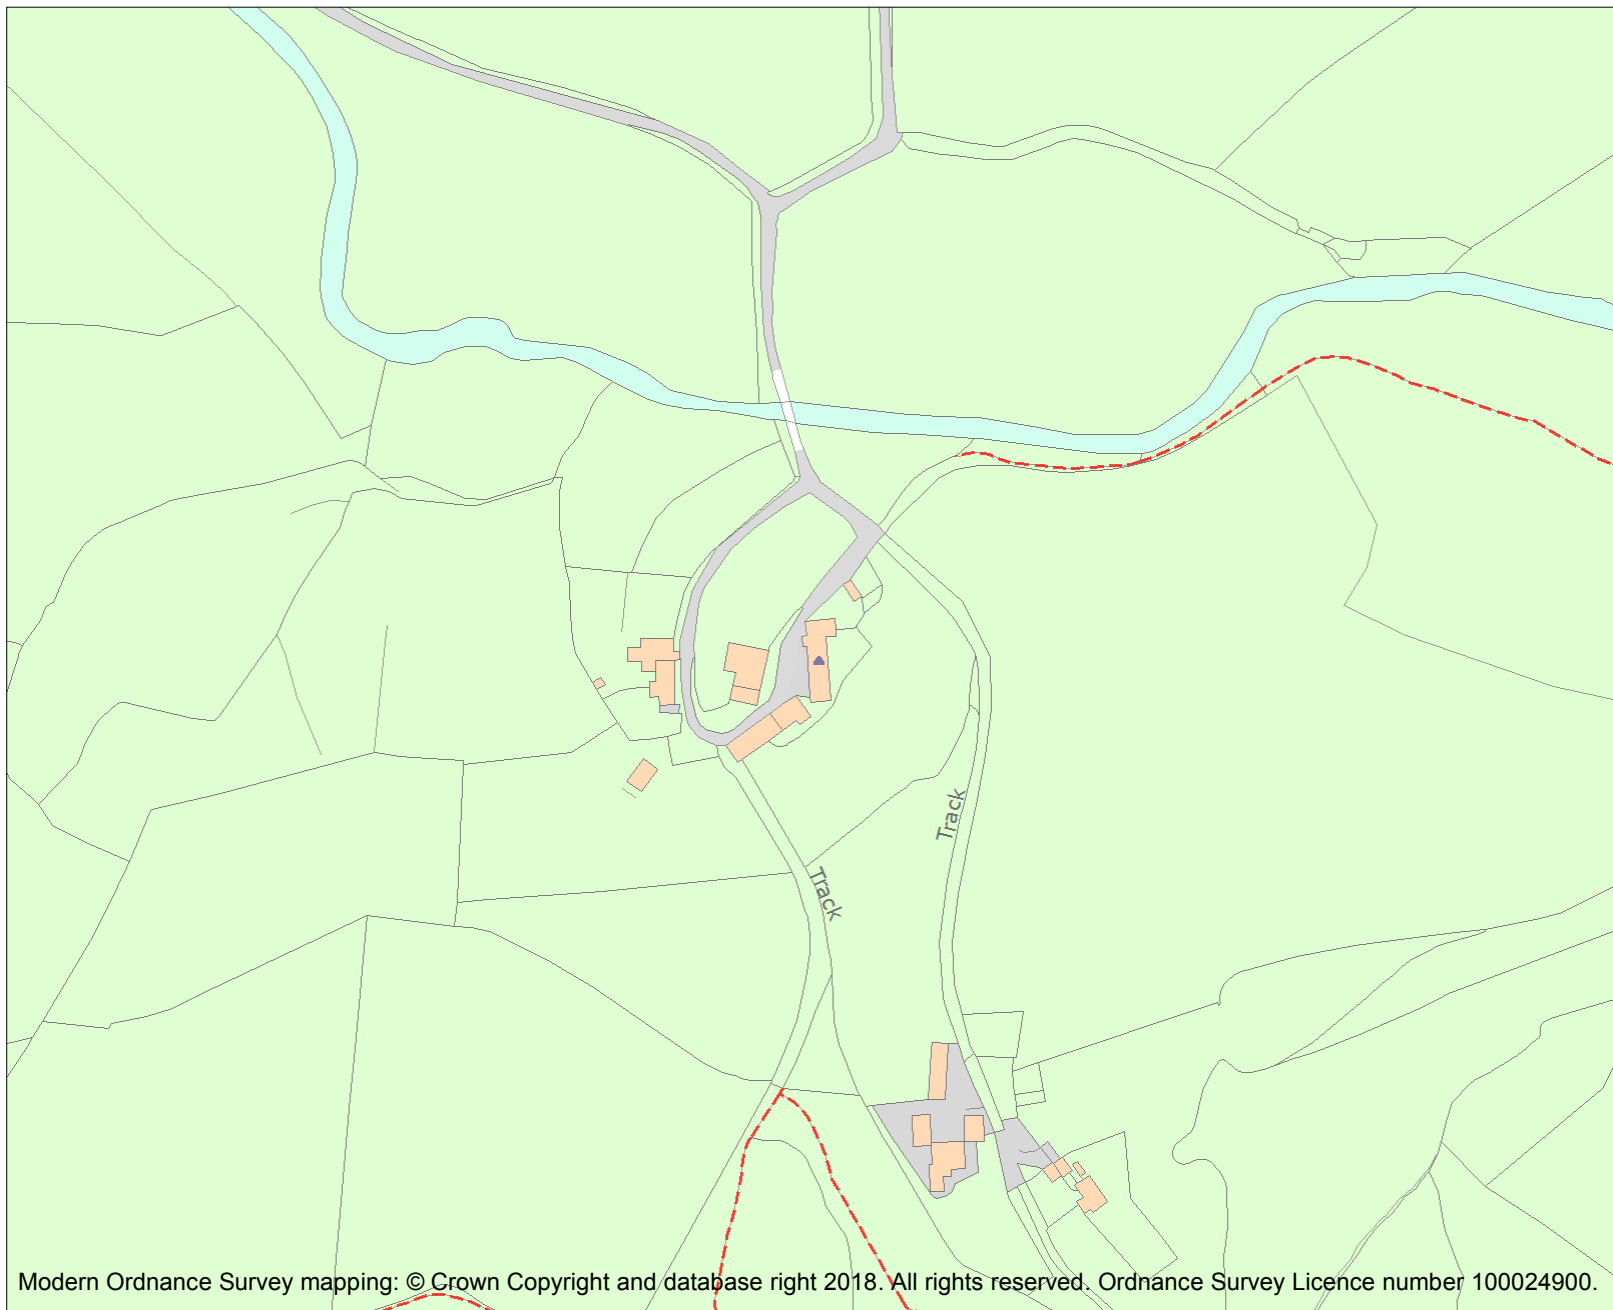 Track
Track
Modern Ordnance Survey mapping: © Crown Copyright and database right 2018. All rights reserved. Ordnance Survey Licence number 100024900.